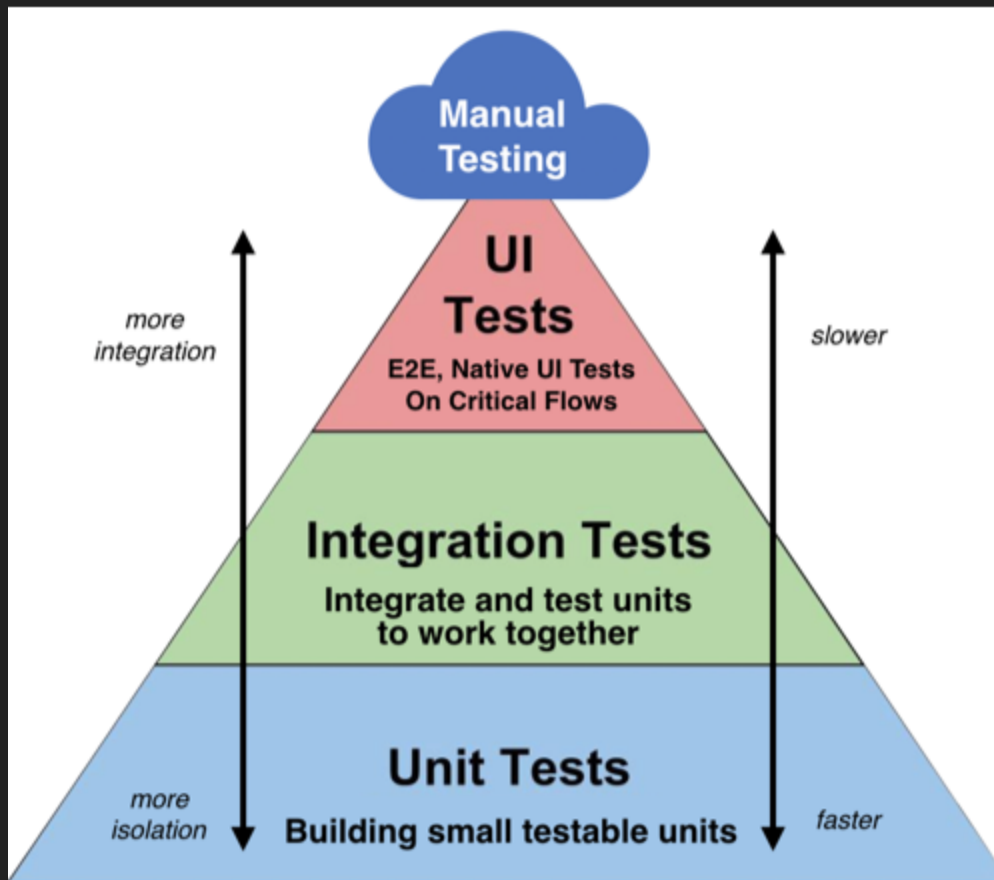 Manual
Testing
UI
Tests
E2E, Native UI Tests
On Critical Flows
more
integration
slower
Integration Tests
Integrate and test units
to work together
Unit Tests
Building small testable units
more
isolation
faster